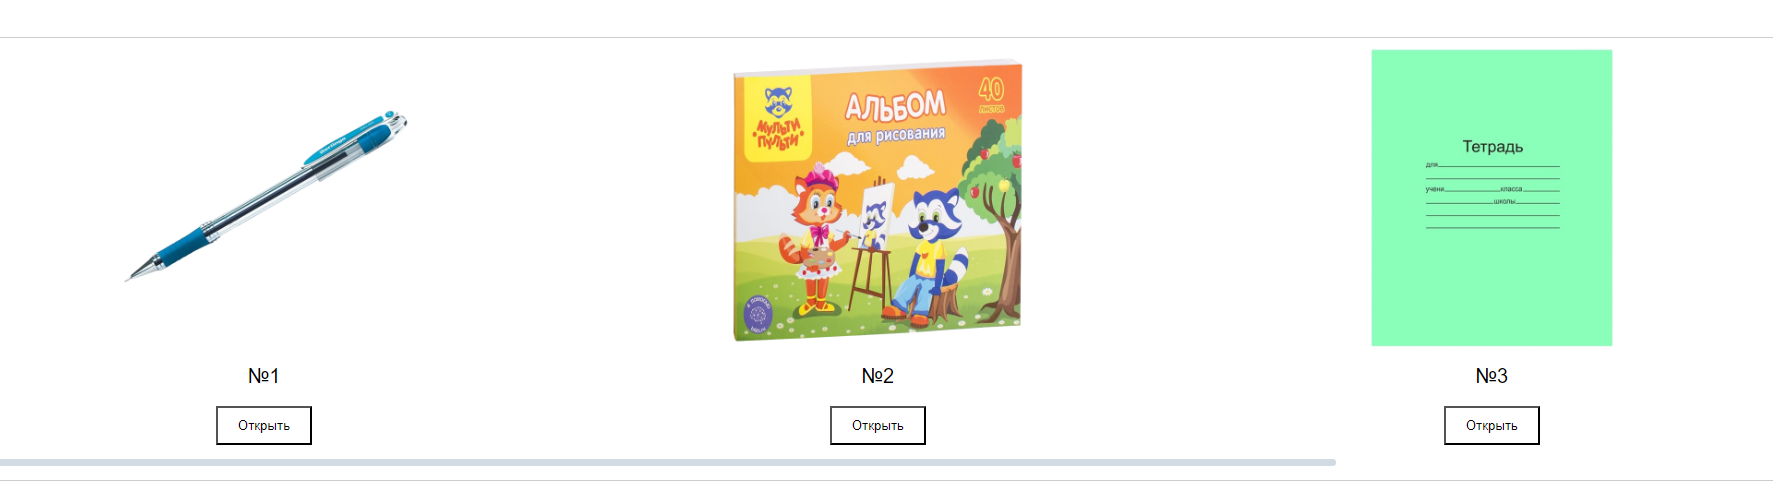 МУЛЬТИ
ПУЛЬТИ
АЛЬБОМ
для рисования
40
листов
Тетрадь
для
учени класса
школы
№1
№2
№3
Открыть
Открыть
Открыть